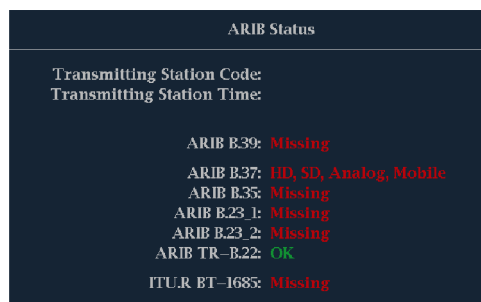 ARIB Status
Transmitting Station Code:
Transmitting Station Time:
ARIB B.39: Missing
ARIB B.37: HD, SD, Analog, Mobile
ARIB B.35: Missing
ARIB B.23_1: Missing
ARIB B.23_2: Missing
ARIB TR-B.22: OK
ITU.R BT-1685: Missing